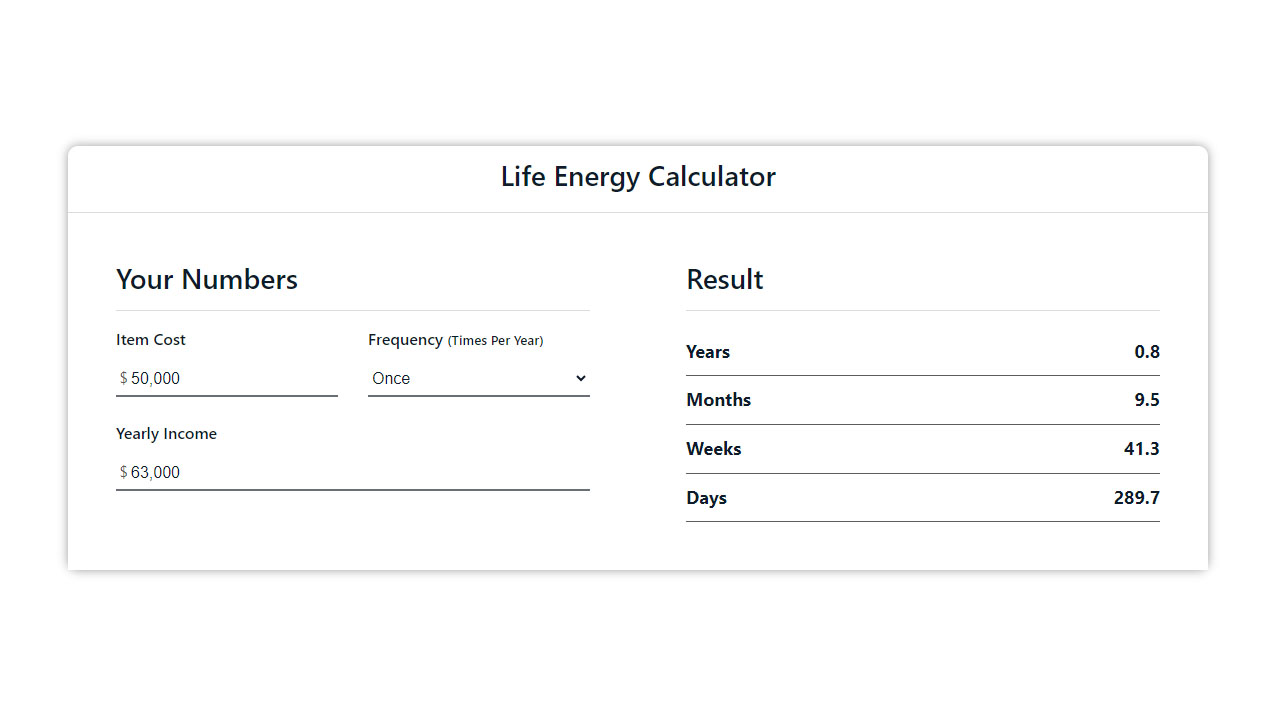 Life Energy Calculator
Your Numbers
Item Cost
Frequency (Times Per Year)
$ 50,000
Once
Yearly Income
$ 63,000
Result
Years 0.8
Months 9.5
Weeks 41.3
Days 289.7